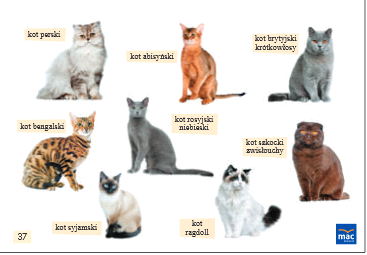 kot perski
kot abisyński
kot brytyjski
krótkowłosy
kot bengalski
kot rosyjski
niebieski
kot szkocki
zwisłouchy
kot syjamski
kot
ragdoll
37
mac